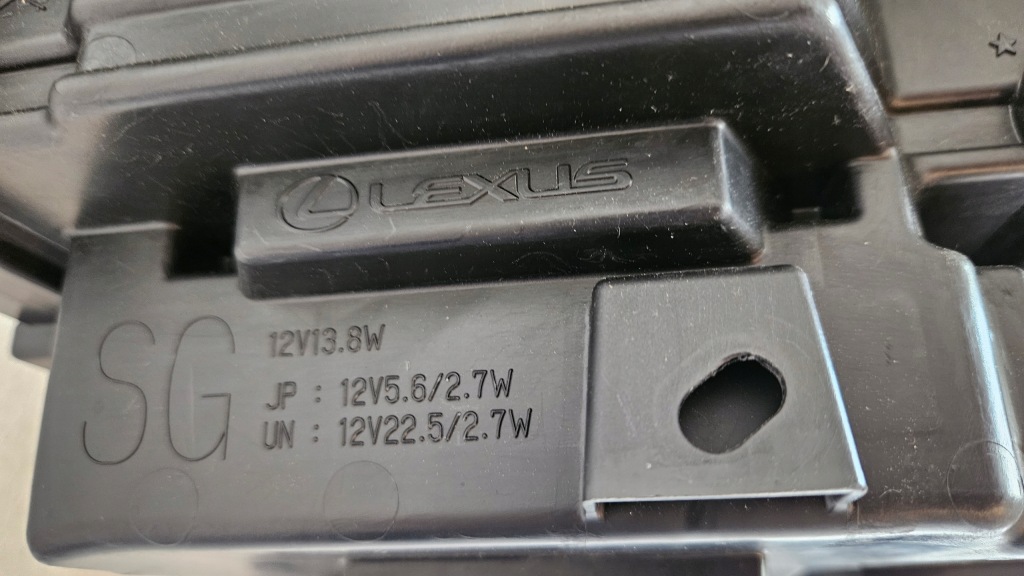 LEXUS
SG
12V13.8W
JP : 12V5.6/2.7W
UN : 12V22.5/2.7W